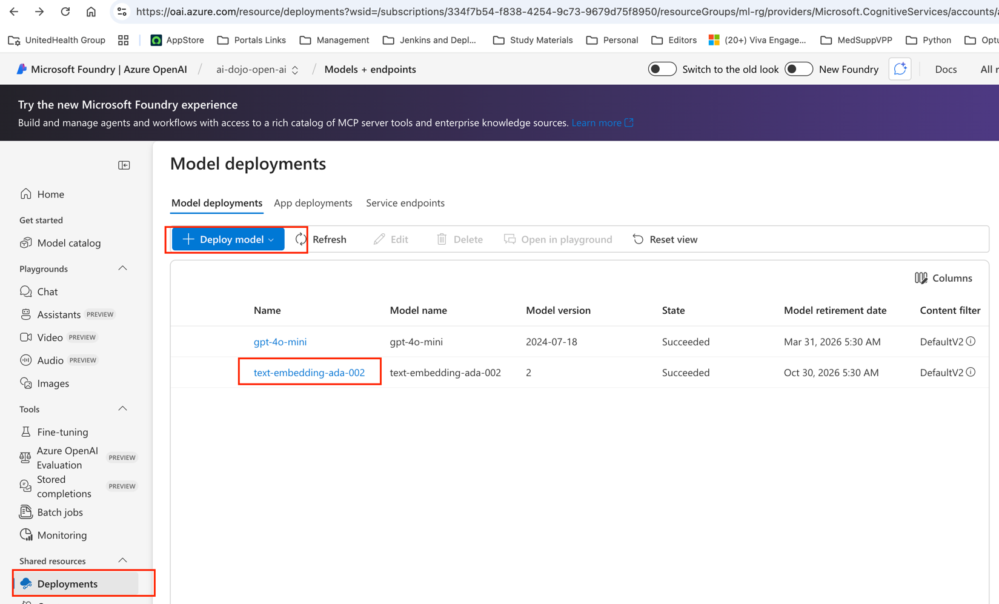 https://oai.azure.com/resource/deployments?wsid=/subscriptions/334f7b54-f838-4254-9c73-9679d75f8950/resourceGroups/ml-rg/providers/Microsoft.CognitiveServices/accounts/
UnitedHealth Group AppStore Portals Links Management Jenkins and Depl... Study Materials Personal Editors (20+) Viva Engage... MedSuppVPP Python Optu
Microsoft Foundry | Azure OpenAI / ai-dojo-open-ai / Models + endpoints Switch to the old look New Foundry Docs All r
Try the new Microsoft Foundry experience
Build and manage agents and workflows with access to a rich catalog of MCP server tools and enterprise knowledge sources. Learn more
Home
Get started
Model catalog
Playgrounds
Chat
Assistants PREVIEW
Video PREVIEW
Audio PREVIEW
Images
Tools
Fine-tuning
Azure OpenAI
Evaluation PREVIEW
Stored
completions PREVIEW
Batch jobs
Monitoring
Shared resources
Deployments
Model deployments
Model deployments App deployments Service endpoints
Deploy model Refresh Edit Delete Open in playground Reset view
Columns
Name Model name Model version State Model retirement date Content filter
gpt-4o-mini gpt-4o-mini 2024-07-18 Succeeded Mar 31, 2026 5:30 AM DefaultV2
text-embedding-ada-002 text-embedding-ada-002 2 Succeeded Oct 30, 2026 5:30 AM DefaultV2